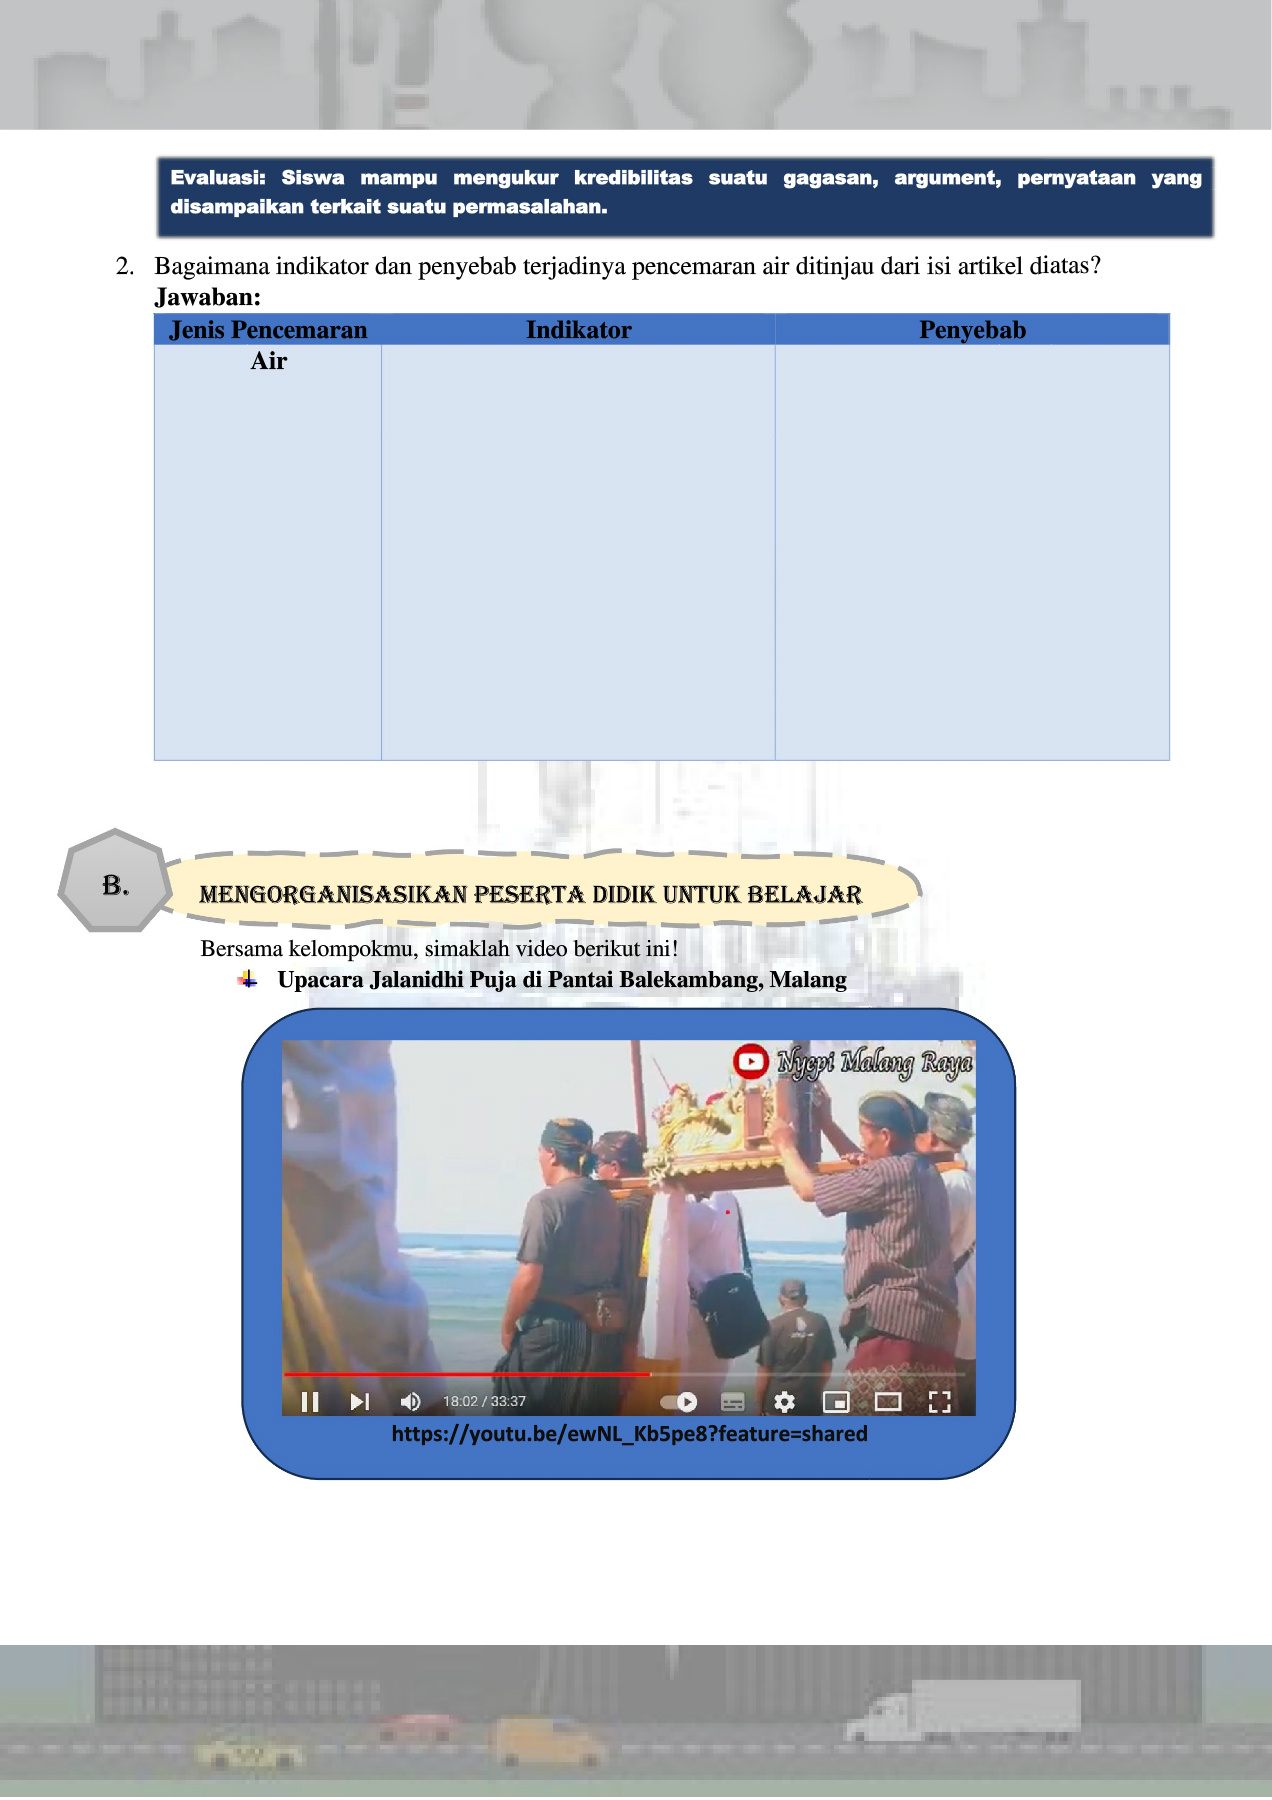 Evaluasi: Siswa mampu mengukur kredibilitas suatu gagasan, argument, pernyataan yang
disampaikan terkait suatu permasalahan.
2. Bagaimana indikator dan penyebab terjadinya pencemaran air ditinjau dari isi artikel diatas?
Jawaban:
Jenis Pencemaran Indikator Penyebab
Air
B.
MENGORGANISASIKAN PESERTA DIDIK UNTUK BELAJAR
Bersama kelompokmu, simaklah video berikut ini!
Upacara Jalanidhi Puja di Pantai Balekambang, Malang
Nyepi Malang Raya
18:02 / 33:37
https://youtu.be/ewNL_Kb5pe8?feature=shared